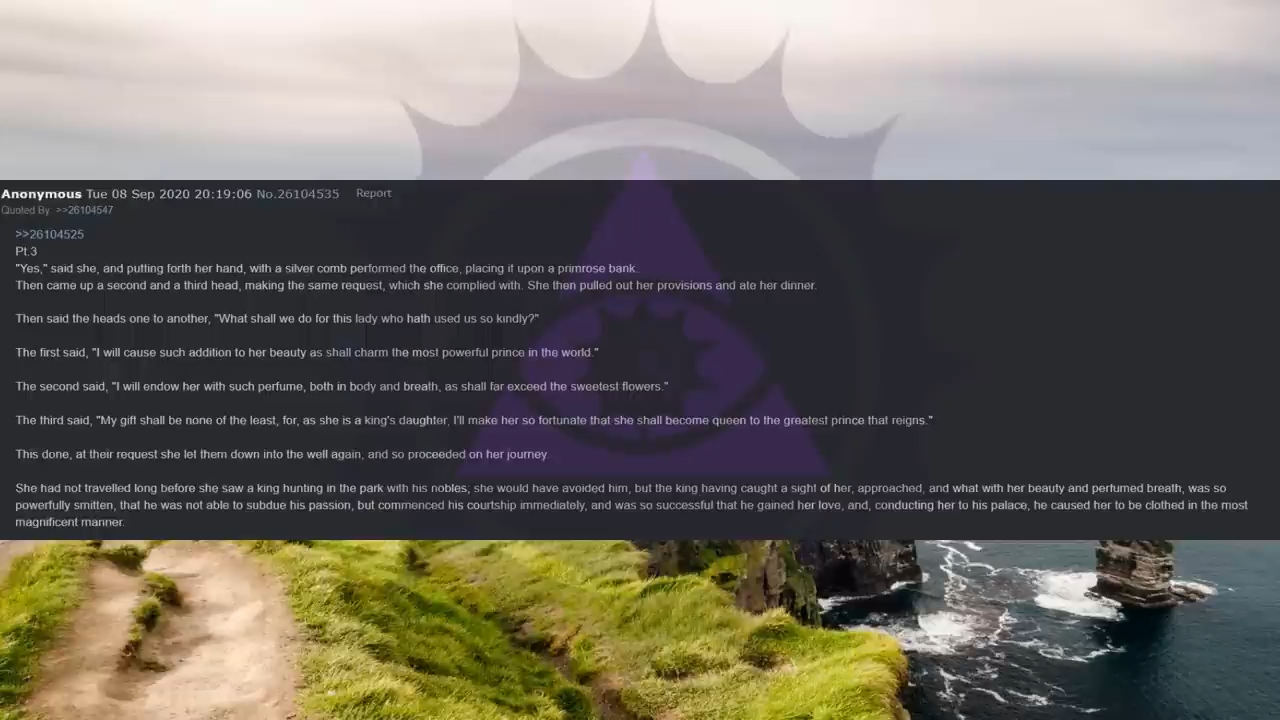 Anonymous Tue 08 Sep 2020 20:19:06 No.26104535 Report
Quoted By: >>26104547
>>26104525
Pt.3
"Yes," said she, and putting forth her hand, with a silver comb performed the office, placing it upon a primrose bank.
Then came up a second and a third head, making the same request, which she complied with. She then pulled out her provisions and ate her dinner.
Then said the heads one to another, "What shall we do for this lady who hath used us so kindly?"
The first said, "I will cause such addition to her beauty as shall charm the most powerful prince in the world."
The second said, "I will endow her with such perfume, both in body and breath, as shall far exceed the sweetest flowers."
The third said, "My gift shall be none of the least, for, as she is a king's daughter, I'll make her so fortunate that she shall become queen to the greatest prince that reigns."
This done, at their request she let them down into the well again, and so proceeded on her journey.
She had not travelled long before she saw a king hunting in the park with his nobles; she would have avoided him, but the king having caught a sight of her, approached, and what with her beauty and perfumed breath, was so
powerfully smitten, that he was not able to subdue his passion, but commenced his courtship immediately, and was so successful that he gained her love, and, conducting her to his palace, he caused her to be clothed in the most
magnificent manner.